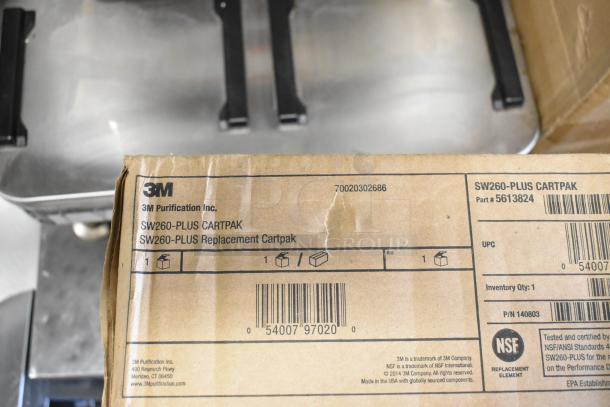 3M
70020302686
3M Purification Inc.
SW260-PLUS CARTPAK
SW260-PLUS Replacement Cartpak
1 1 / 1
0 54007 97020 0
3M Purification Inc.
400 Research Pkwy
Meriden, CT 06450
www.3Mpurification.com
3M is a trademark of 3M Company.
NSF is a trademark of NSF International.
© 2014 3M Company. All rights reserved.
Made in the USA with globally sourced components.
SW260-PLUS CARTPAK
Part # 5613824
UPC
0 54007
Inventory Qty: 1
P/N 140803
NSF
REPLACEMENT
ELEMENT
Tested and certified by
NSF/ANSI Standards 4
SW260-PLUS for the
on the Performance D
EPA Establish
GROUP